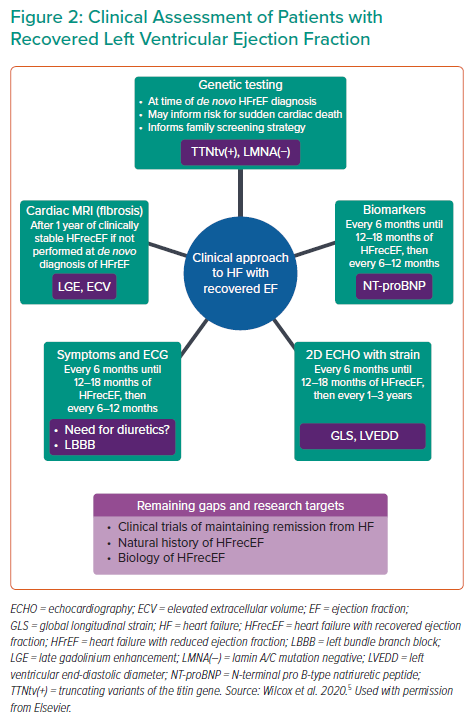 Figure 2: Clinical Assessment of Patients with
Recovered Left Ventricular Ejection Fraction
Genetic testing
• At time of de novo HFrEF diagnosis
• May inform risk for sudden cardiac death
• Informs family screening strategy
TTNtv(+), LMNA(−)
Cardiac MRI (fibrosis)
After 1 year of clinically
stable HFrecEF if not
performed at de novo
diagnosis of HFrEF
LGE, ECV
Clinical approach
to HF with
recovered EF
Biomarkers
Every 6 months until
12–18 months of
HFrecEF, then
every 6–12 months
NT-proBNP
Symptoms and ECG
Every 6 months until
12–18 months of
HFrecEF, then
every 6–12 months
• Need for diuretics?
• LBBB
2D ECHO with strain
Every 6 months until
12–18 months of HFrecEF,
then every 1–3 years
GLS, LVEDD
Remaining gaps and research targets
• Clinical trials of maintaining remission from HF
• Natural history of HFrecEF
• Biology of HFrecEF
ECHO = echocardiography; ECV = elevated extracellular volume; EF = ejection fraction;
GLS = global longitudinal strain; HF = heart failure; HFrecEF = heart failure with recovered ejection
fraction; HFrEF = heart failure with reduced ejection fraction; LBBB = left bundle branch block;
LGE = late gadolinium enhancement; LMNA(−) = lamin A/C mutation negative; LVEDD = left
ventricular end-diastolic diameter; NT-proBNP = N-terminal pro B-type natriuretic peptide;
TTNtv(+) = truncating variants of the titin gene. Source: Wilcox et al. 2020.5 Used with permission
from Elsevier.